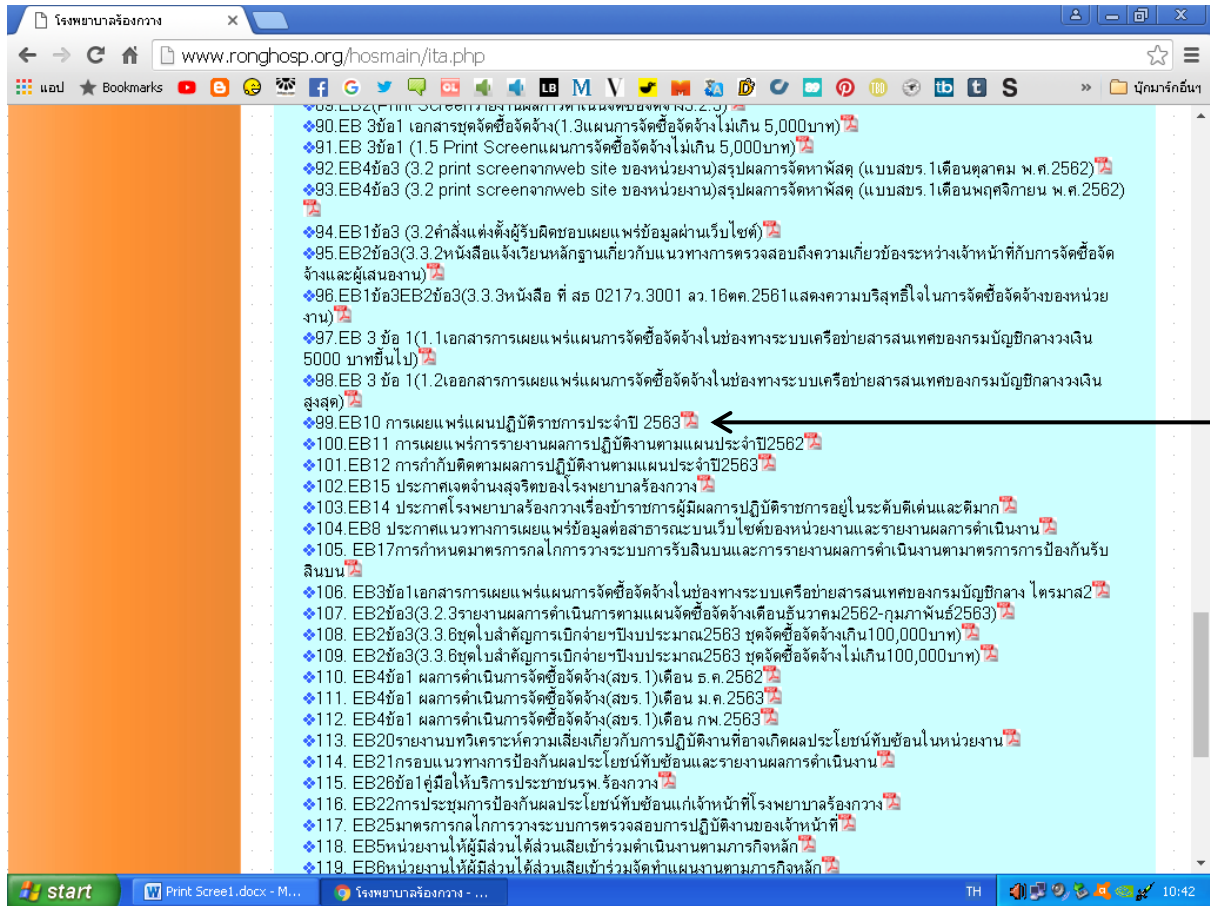 โรงพยาบาลร้องกวาง
www.ronghosp.org/hosmain/ita.php
แอป Bookmarks » บุ๊กมาร์กอื่นๆ
89.EB2(Print Screenรายงานผลการดำเนินจัดซื้อจัดจ้าง3.2.3)
90.EB 3ข้อ1 เอกสารชุดจัดซื้อจัดจ้าง(1.3แผนการจัดซื้อจัดจ้างไม่เกิน 5,000บาท)
91.EB 3ข้อ1 (1.5 Print Screenแผนการจัดซื้อจัดจ้างไม่เกิน 5,000บาท)
92.EB4ข้อ3 (3.2 print screenจากweb site ของหน่วยงาน)สรุปผลการจัดหาพัสดุ (แบบสขร.1เดือนตุลาคม พ.ศ.2562)
93.EB4ข้อ3 (3.2 print screenจากweb site ของหน่วยงาน)สรุปผลการจัดหาพัสดุ (แบบสขร.1เดือนพฤศจิกายน พ.ศ.2562)
94.EB1ข้อ3 (3.2คำสั่งแต่งตั้งผู้รับผิดชอบเผยแพร่ข้อมูลผ่านเว็บไซต์)
95.EB2ข้อ3(3.3.2หนังสือแจ้งเวียนหลักฐานเกี่ยวกับแนวทางการตรวจสอบถึงความเกี่ยวข้องระหว่างเจ้าหน้าที่กับการจัดซื้อจัด
จ้างและผู้เสนองาน)
96.EB1ข้อ3EB2ข้อ3(3.3.3หนังสือ ที่ สธ 0217ว.3001 ลว.16ตค.2561แสดงความบริสุทธิ์ใจในการจัดซื้อจัดจ้างของหน่วย
งาน)
97.EB 3 ข้อ 1(1.1เอกสารการเผยแพร่แผนการจัดซื้อจัดจ้างในช่องทางระบบเครือข่ายสารสนเทศของกรมบัญชีกลางวงเงิน
5000 บาทขึ้นไป)
98.EB 3 ข้อ 1(1.2เออกสารการเผยแพร่แผนการจัดซื้อจัดจ้างในช่องทางระบบเครือข่ายสารสนเทศของกรมบัญชีกลางวงเงิน
สูงสุด)
99.EB10 การเผยแพร่แผนปฏิบัติราชการประจำปี 2563
100.EB11 การเผยแพร่การรายงานผลการปฏิบัติงานตามแผนประจำปี2562
101.EB12 การกำกับติดตามผลการปฏิบัติงานตามแผนประจำปี2563
102.EB15 ประกาศเจตจำนงสุจริตของโรงพยาบาลร้องกวาง
103.EB14 ประกาศโรงพยาบาลร้องกวางเรื่องข้าราชการผู้มีผลการปฏิบัติราชการอยู่ในระดับดีเด่นและดีมาก
104.EB8 ประกาศแนวทางการเผยแพร่ข้อมูลต่อสาธารณะบนเว็บไซต์ของหน่วยงานและรายงานผลการดำเนินงาน
105. EB17การกำหนดมาตรการกลไกการวางระบบการรับสินบนและการรายงานผลการดำเนินงานตามาตรการการป้องกันรับ
สินบน
106. EB3ข้อ1เอกสารการเผยแพร่แผนการจัดซื้อจัดจ้างในช่องทางระบบเครือข่ายสารสนเทศของกรมบัญชีกลาง ไตรมาส2
107. EB2ข้อ3(3.2.3รายงานผลการดำเนินการตามแผนจัดซื้อจัดจ้างเดือนธันวาคม2562-กุมภาพันธ์2563)
108. EB2ข้อ3(3.3.6ชุดใบสำคัญการเบิกจ่ายฯปีงบประมาณ2563 ชุดจัดซื้อจัดจ้างเกิน100,000บาท)
109. EB2ข้อ3(3.3.6ชุดใบสำคัญการเบิกจ่ายฯปีงบประมาณ2563 ชุดจัดซื้อจัดจ้างไม่เกิน100,000บาท)
110. EB4ข้อ1 ผลการดำเนินการจัดซื้อจัดจ้าง(สขร.1)เดือน ธ.ค.2562
111. EB4ข้อ1 ผลการดำเนินการจัดซื้อจัดจ้าง(สขร.1)เดือน ม.ค.2563
112. EB4ข้อ1 ผลการดำเนินการจัดซื้อจัดจ้าง(สขร.1)เดือน กพ.2563
113. EB20รายงานบทวิเคราะห์ความเสี่ยงเกี่ยวกับการปฏิบัติงานที่อาจเกิดผลประโยชน์ทับซ้อนในหน่วยงาน
114. EB21กรอบแนวทางการป้องกันผลประโยชน์ทับซ้อนและรายงานผลการดำเนินงาน
115. EB26ข้อ1คู่มือให้บริการประชาชนรพ.ร้องกวาง
116. EB22การประชุมการป้องกันผลประโยชน์ทับซ้อนแก่เจ้าหน้าที่โรงพยาบาลร้องกวาง
117. EB25มาตรการกลไกการวางระบบการตรวจสอบการปฏิบัติงานของเจ้าหน้าที่
118. EB5หน่วยงานให้ผู้มีส่วนได้ส่วนเสียเข้าร่วมดำเนินงานตามภารกิจหลัก
119. EB6หน่วยงานให้ผู้มีส่วนได้ส่วนเสียเข้าร่วมจัดทำแผนงานตามภารกิจหลัก
start Print Scree1.docx - M... โรงพยาบาลร้องกวาง - ... TH 10:42